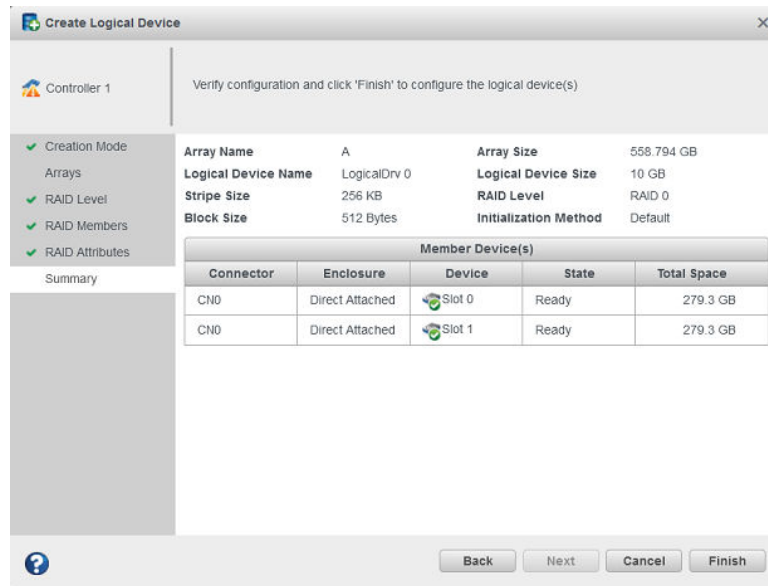 Create Logical Device
Controller 1
Verify configuration and click 'Finish' to configure the logical device(s)
Creation Mode
Arrays
RAID Level
RAID Members
RAID Attributes
Summary
Array Name A Array Size 558.794 GB
Logical Device Name LogicalDrv 0 Logical Device Size 10 GB
Stripe Size 256 KB RAID Level RAID 0
Block Size 512 Bytes Initialization Method Default
Member Device(s)
Connector Enclosure Device State Total Space
CN0 Direct Attached Slot 0 Ready 279.3 GB
CN0 Direct Attached Slot 1 Ready 279.3 GB
Back Next Cancel Finish